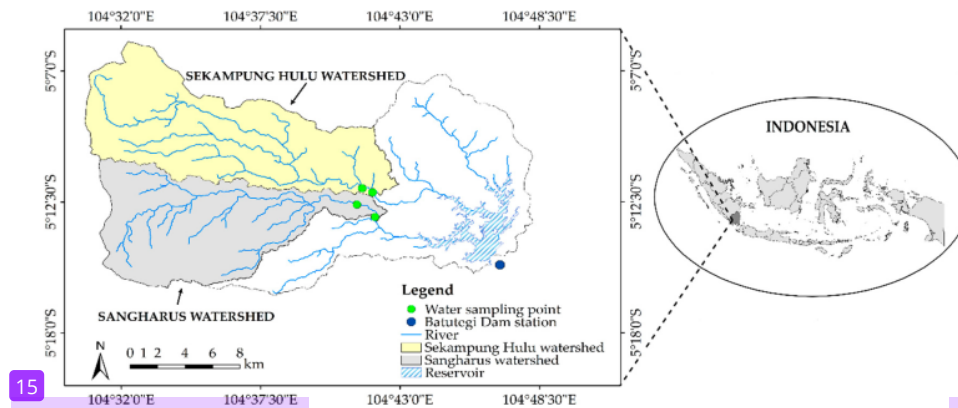 104°32'0"E 104°37'30"E 104°43'0"E 104°48'30"E
5°7'0"S
5°7'0"S
SEKAMPUNG HULU WATERSHED
INDONESIA
5°12'30"S
5°12'30"S
SANGHARUS WATERSHED
Legend
Water sampling point
Batutegi Dam station
River
Sekampung Hulu watershed
Sangharus watershed
Reservoir
5°18'0"S
5°18'0"S
N
0 1 2 4 6 8
km
104°32'0"E 104°37'30"E 104°43'0"E 104°48'30"E
15